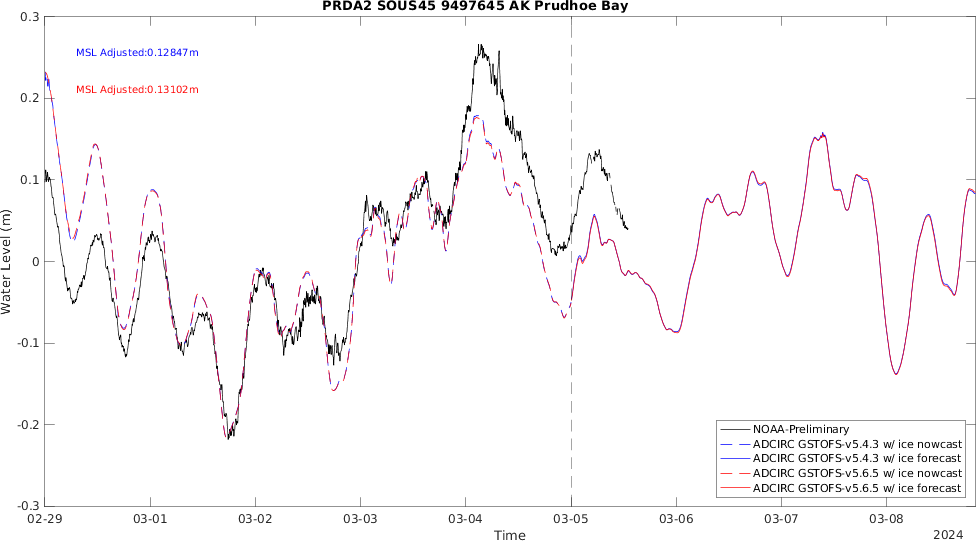 PRDA2 SOUS45 9497645 AK Prudhoe Bay
MSL Adjusted:0.12847m
MSL Adjusted:0.13102m
0.3
0.2
0.1
0
-0.1
-0.2
-0.3
Water Level (m)
NOAA-Preliminary
ADCIRC GSTOFS-v5.4.3 w/ ice nowcast
ADCIRC GSTOFS-v5.4.3 w/ ice forecast
ADCIRC GSTOFS-v5.6.5 w/ ice nowcast
ADCIRC GSTOFS-v5.6.5 w/ ice forecast
02-29 03-01 03-02 03-03 03-04 03-05 03-06 03-07 03-08
Time
2024